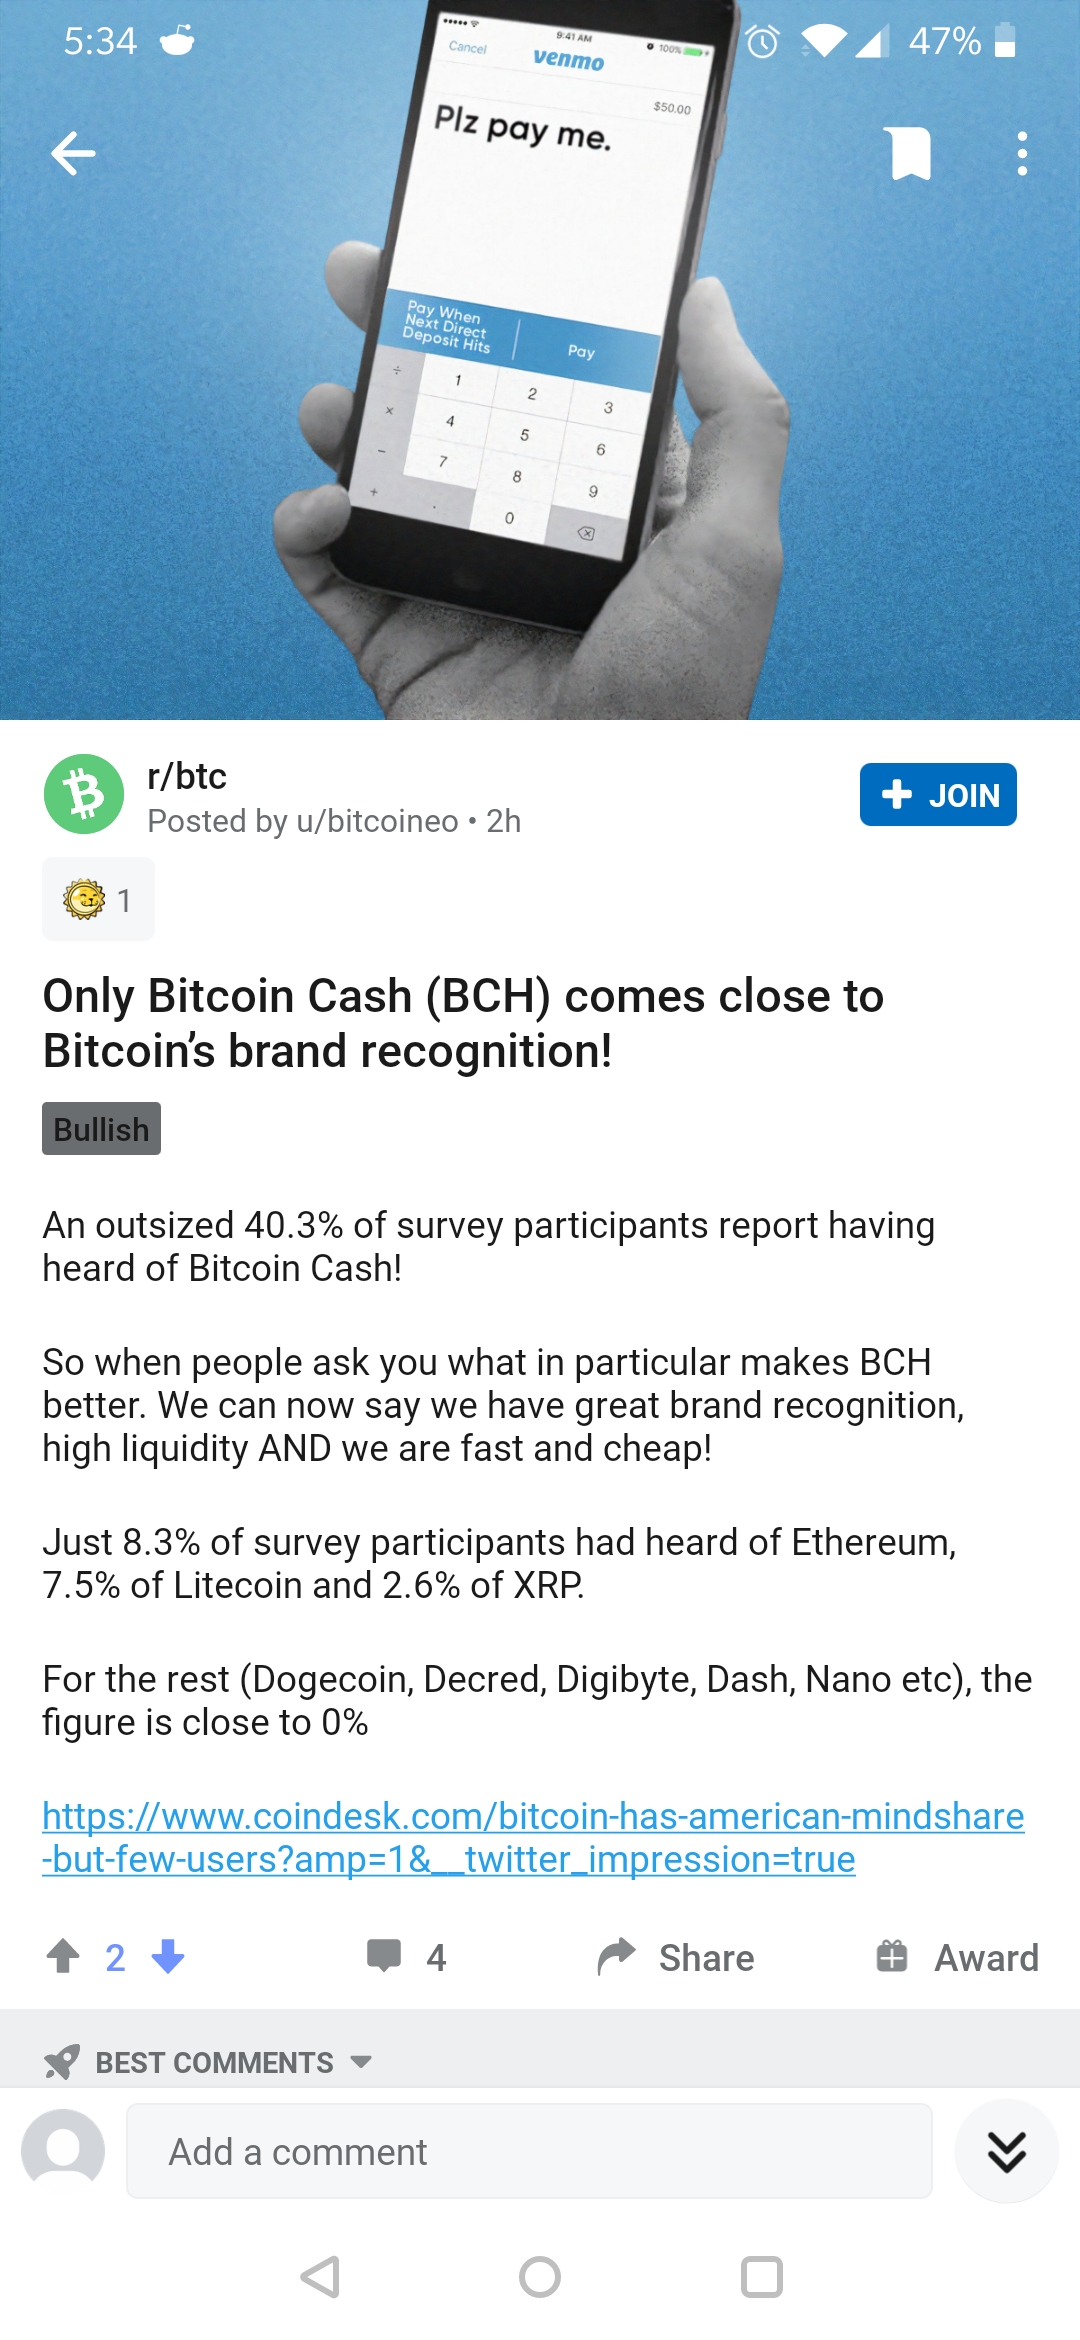 5:34
47%
9:41 AM
100%
Cancel
venmo
$50.00
Plz pay me.
Pay When
Next Direct
Deposit Hits
Pay
÷ 1 2 3
× 4 5 6
− 7 8 9
+ . 0
r/btc
Posted by u/bitcoineo • 2h
+ JOIN
1
Only Bitcoin Cash (BCH) comes close to
Bitcoin’s brand recognition!
Bullish
An outsized 40.3% of survey participants report having
heard of Bitcoin Cash!
So when people ask you what in particular makes BCH
better. We can now say we have great brand recognition,
high liquidity AND we are fast and cheap!
Just 8.3% of survey participants had heard of Ethereum,
7.5% of Litecoin and 2.6% of XRP.
For the rest (Dogecoin, Decred, Digibyte, Dash, Nano etc), the
figure is close to 0%
https://www.coindesk.com/bitcoin-has-american-mindshare
-but-few-users?amp=1&__twitter_impression=true
2
4
Share
Award
BEST COMMENTS
Add a comment